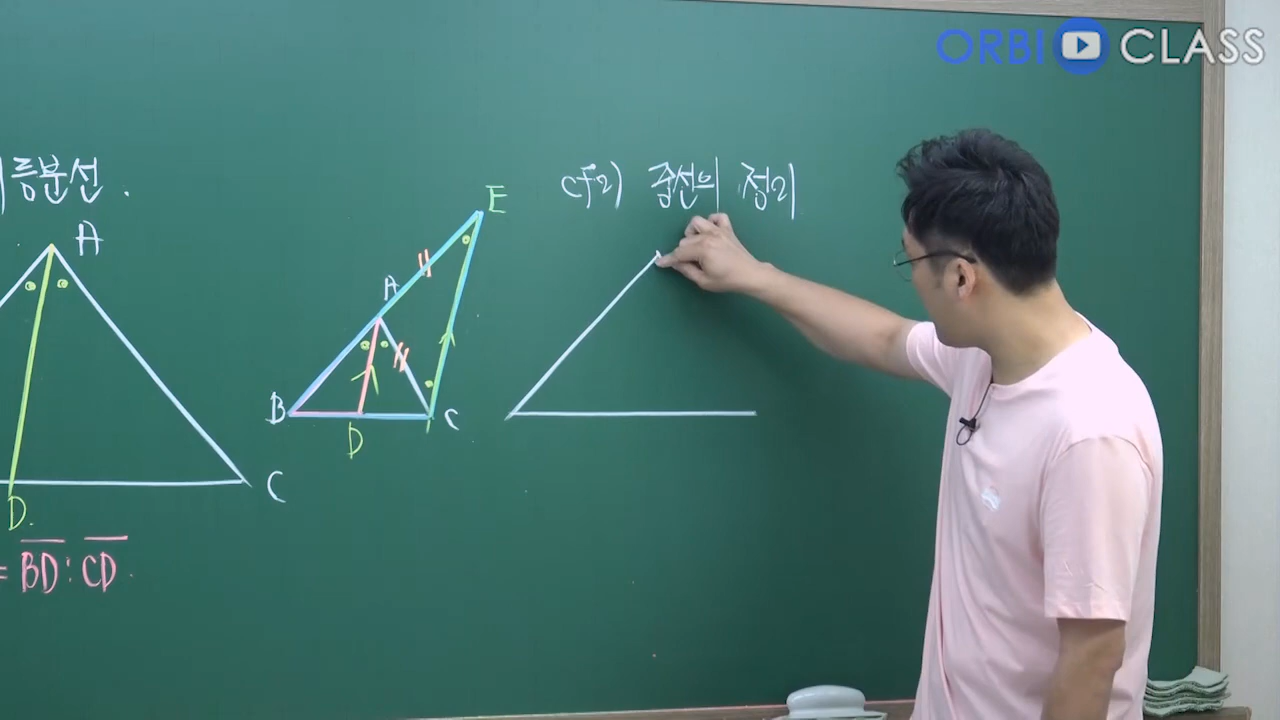 ORBI CLASS
등분선.
A
D.
C
= BD : CD.
E
A
B
D
C
cf2) 중선의 정리